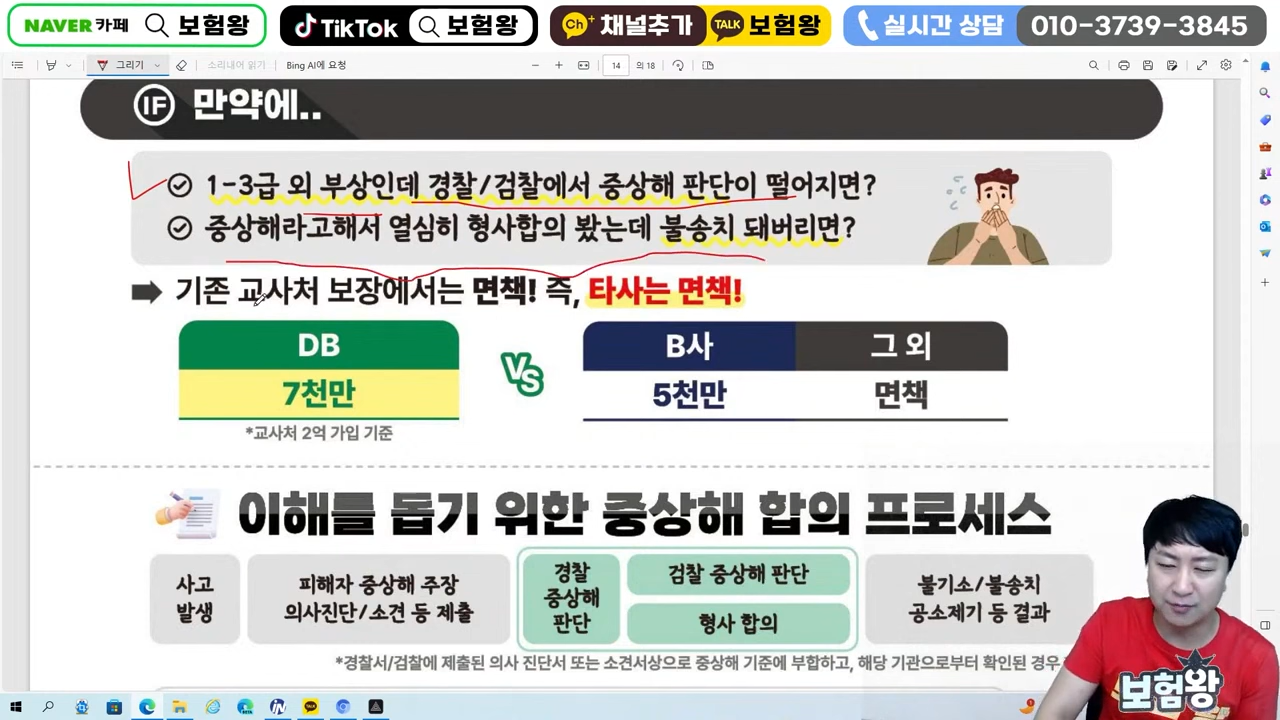 NAVER 카페 보험왕
TikTok 보험왕
Ch+ 채널추가 TALK 보험왕
실시간 상담 010-3739-3845
그리기 소리내어 읽기 Bing AI에 요청 14 의 18
IF 만약에..
1-3급 외 부상인데 경찰/검찰에서 중상해 판단이 떨어지면?
중상해라고해서 열심히 형사합의 봤는데 불송치 돼버리면?
기존 교사처 보장에서는 면책! 즉, 타사는 면책!
DB
7천만
*교사처 2억 가입 기준
VS
B사 그 외
5천만 면책
이해를 돕기 위한 중상해 합의 프로세스
사고
발생
피해자 중상해 주장
의사진단/소견 등 제출
경찰
중상해
판단
검찰 중상해 판단
형사 합의
불기소/불송치
공소제기 등 결과
*경찰서/검찰에 제출된 의사 진단서 또는 소견서상으로 중상해 기준에 부합하고, 해당 기관으로부터 확인된 경우
보험왕